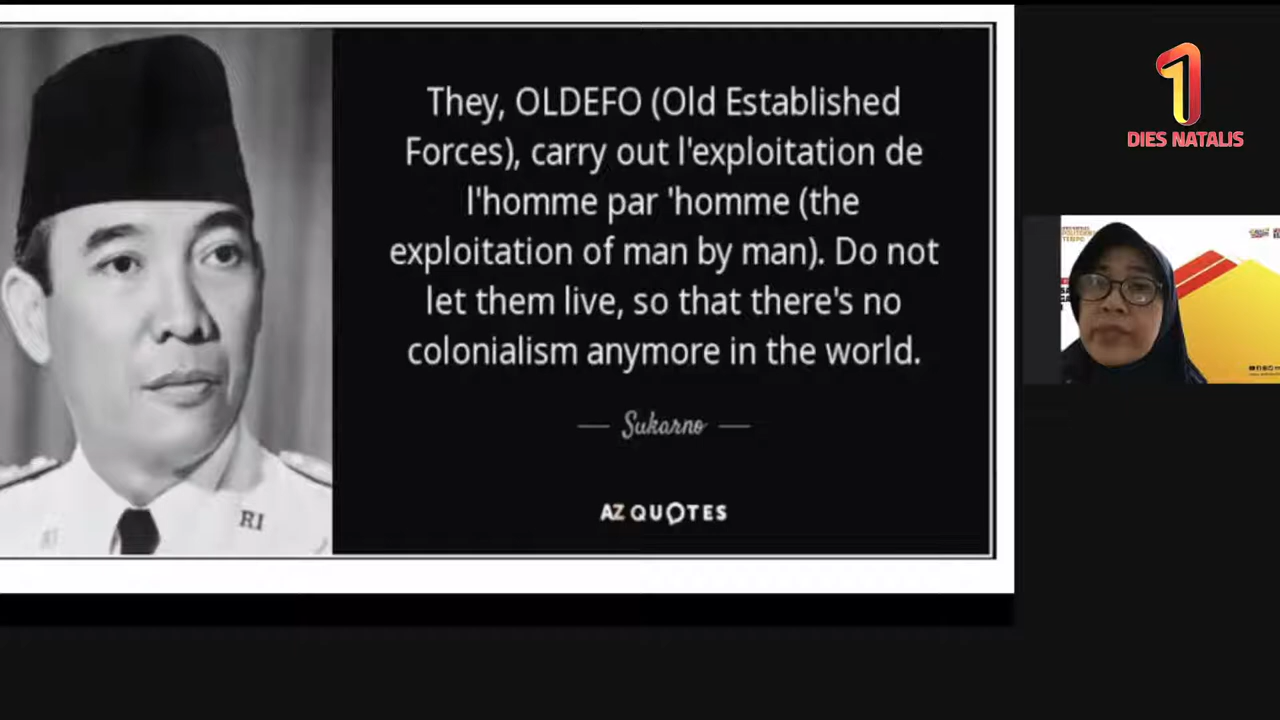 They, OLDEFO (Old Established
Forces), carry out l'exploitation de
l'homme par 'homme (the
exploitation of man by man). Do not
let them live, so that there's no
colonialism anymore in the world.
Sukarno
AZ QUOTES
RI
1
DIES NATALIS